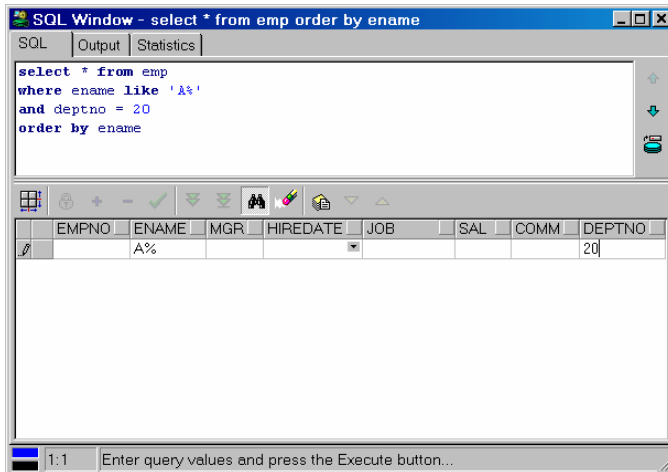 SQL Window - select * from emp order by ename
SQL Output Statistics
select * from emp
where ename like 'A%'
and deptno = 20
order by ename
EMPNO ENAME MGR HIREDATE JOB SAL COMM DEPTNO
A% 20
1:1 Enter query values and press the Execute button...